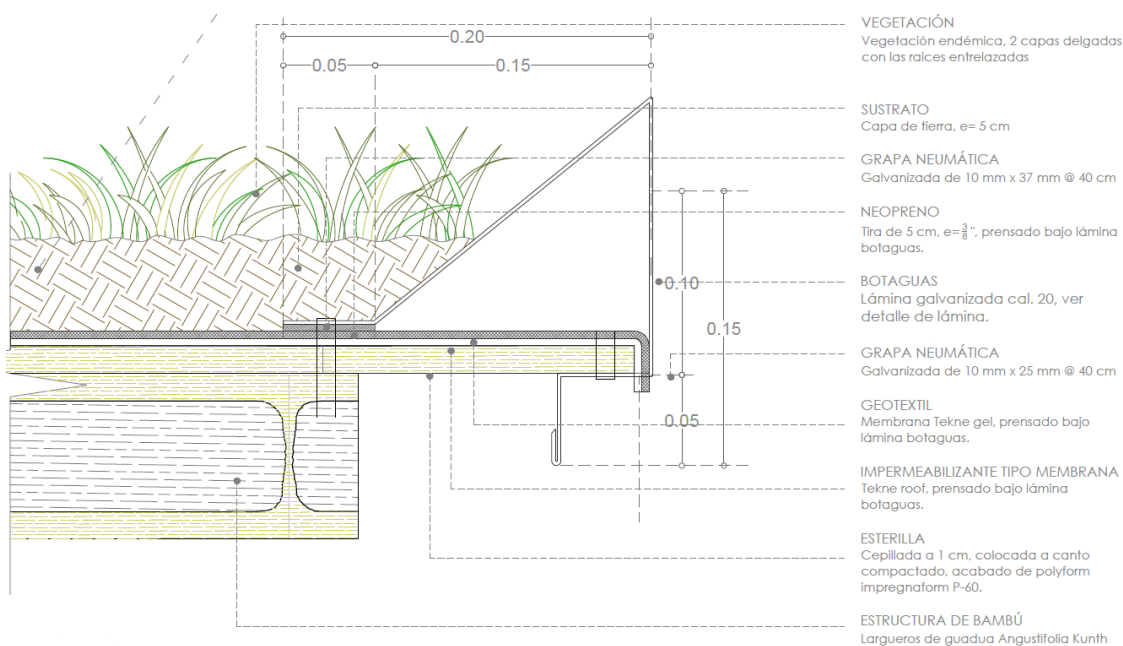 0.20
0.05
0.15
0.10
0.15
0.05
VEGETACIÓN
Vegetación endémica, 2 capas delgadas
con las raices entrelazadas
SUSTRATO
Capa de tierra, e= 5 cm
GRAPA NEUMÁTICA
Galvanizada de 10 mm x 37 mm @ 40 cm
NEOPRENO
Tira de 5 cm, e=3/8", prensado bajo lámina
botaguas.
BOTAGUAS
Lámina galvanizada cal. 20, ver
detalle de lámina.
GRAPA NEUMÁTICA
Galvanizada de 10 mm x 25 mm @ 40 cm
GEOTEXTIL
Membrana Tekne gel, prensado bajo
lámina botaguas.
IMPERMEABILIZANTE TIPO MEMBRANA
Tekne roof, prensado bajo lámina
botaguas.
ESTERILLA
Cepillada a 1 cm, colocada a canto
compactado, acabado de polyform
impregnaform P-60.
ESTRUCTURA DE BAMBÚ
Largueros de guadua Angustifolia Kunth